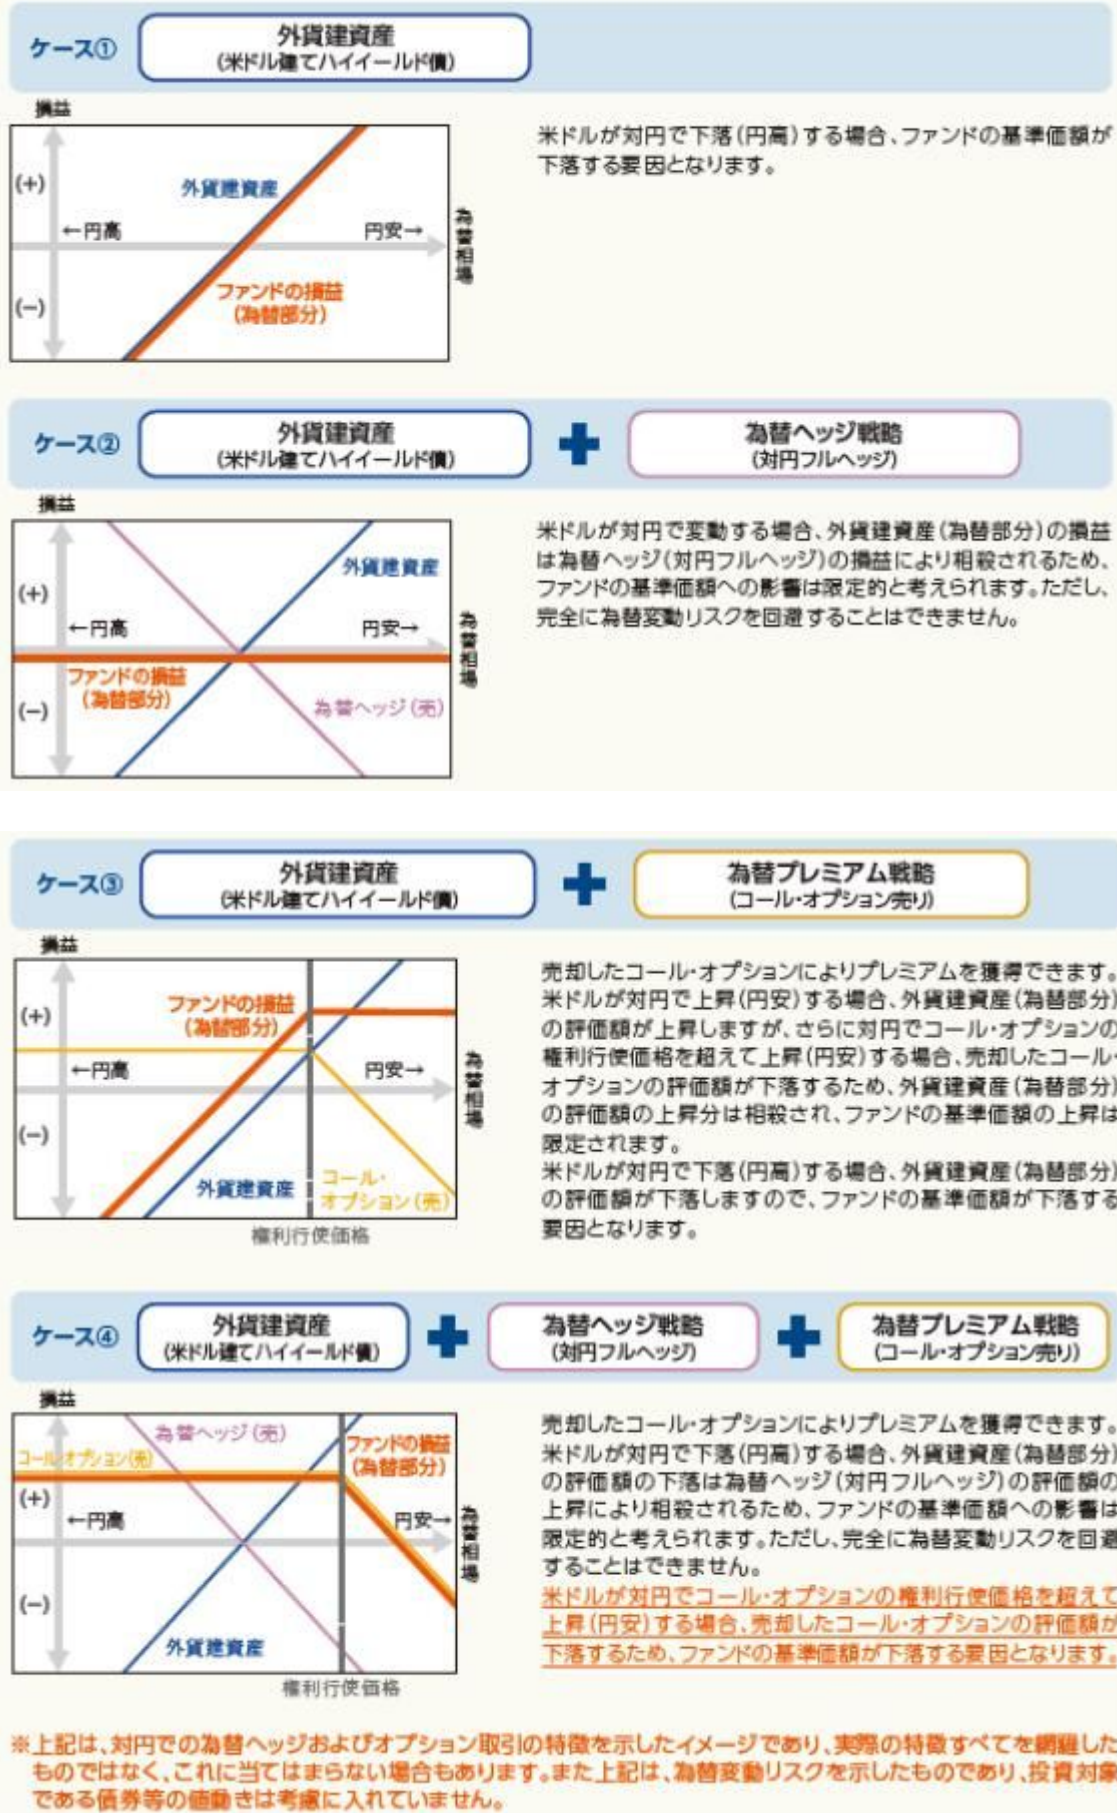 ケース①
外貨建資産
(米ドル建てハイイールド債)
損益
(+)
外貨建資産
←円高
円安→
為替相場
ファンドの損益
(為替部分)
(−)
米ドルが対円で下落(円高)する場合、ファンドの基準価額が
下落する要因となります。
ケース②
外貨建資産
(米ドル建てハイイールド債)
+
為替ヘッジ戦略
(対円フルヘッジ)
損益
外貨建資産
(+)
←円高
円安→
為替相場
ファンドの損益
(為替部分)
(−)
為替ヘッジ(売)
米ドルが対円で変動する場合、外貨建資産(為替部分)の損益
は為替ヘッジ(対円フルヘッジ)の損益により相殺されるため、
ファンドの基準価額への影響は限定的と考えられます。ただし、
完全に為替変動リスクを回避することはできません。
ケース③
外貨建資産
(米ドル建てハイイールド債)
+
為替プレミアム戦略
(コール・オプション売り)
損益
ファンドの損益
(為替部分)
(+)
←円高
円安→
為替相場
(−)
外貨建資産
コール・
オプション(売)
権利行使価格
売却したコール・オプションによりプレミアムを獲得できます。
米ドルが対円で上昇(円安)する場合、外貨建資産(為替部分)
の評価額が上昇しますが、さらに対円でコール・オプションの
権利行使価格を超えて上昇(円安)する場合、売却したコール・
オプションの評価額が下落するため、外貨建資産(為替部分)
の評価額の上昇分は相殺され、ファンドの基準価額の上昇は
限定されます。
米ドルが対円で下落(円高)する場合、外貨建資産(為替部分)
の評価額が下落しますので、ファンドの基準価額が下落する
要因となります。
ケース④
外貨建資産
(米ドル建てハイイールド債)
+
為替ヘッジ戦略
(対円フルヘッジ)
+
為替プレミアム戦略
(コール・オプション売り)
損益
為替ヘッジ(売)
コール・オプション(売)
ファンドの損益
(為替部分)
(+)
←円高
円安→
為替相場
(−)
外貨建資産
権利行使価格
売却したコール・オプションによりプレミアムを獲得できます。
米ドルが対円で下落(円高)する場合、外貨建資産(為替部分)
の評価額の下落は為替ヘッジ(対円フルヘッジ)の評価額の
上昇により相殺されるため、ファンドの基準価額への影響は
限定的と考えられます。ただし、完全に為替変動リスクを回避
することはできません。
米ドルが対円でコール・オプションの権利行使価格を超えて
上昇(円安)する場合、売却したコール・オプションの評価額が
下落するため、ファンドの基準価額が下落する要因となります。
※上記は、対円での為替ヘッジおよびオプション取引の特徴を示したイメージであり、実際の特徴すべてを網羅した
ものではなく、これに当てはまらない場合もあります。また上記は、為替変動リスクを示したものであり、投資対象
である債券等の値動きは考慮に入れていません。